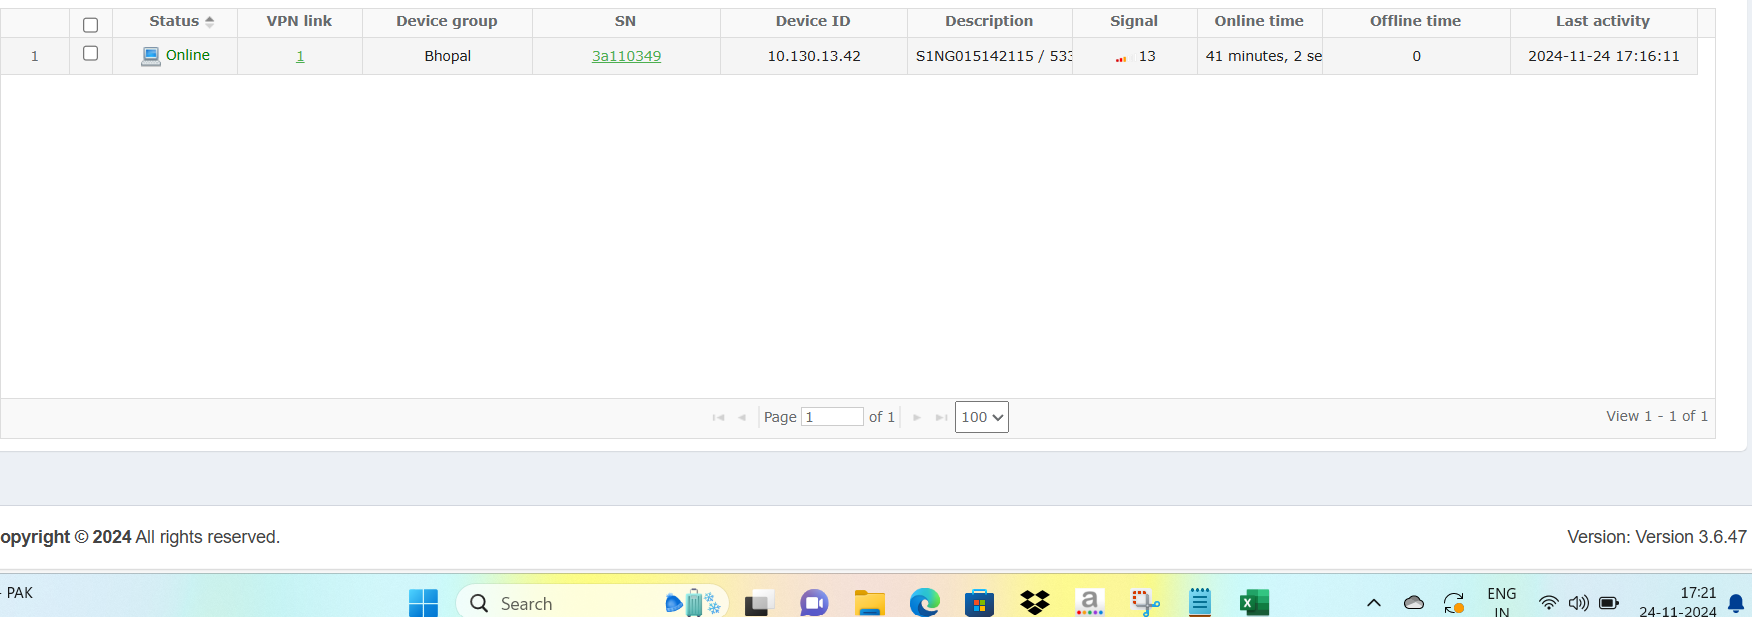 Status VPN link Device group SN Device ID Description Signal Online time Offline time Last activity
1 Online 1 Bhopal 3a110349 10.130.13.42 S1NG015142115 / 533 13 41 minutes, 2 se 0 2024-11-24 17:16:11
Page 1 of 1 100 View 1 - 1 of 1
opyright © 2024 All rights reserved. Version: Version 3.6.47
- PAK Search a X ENG 17:21
IN 24-11-2024